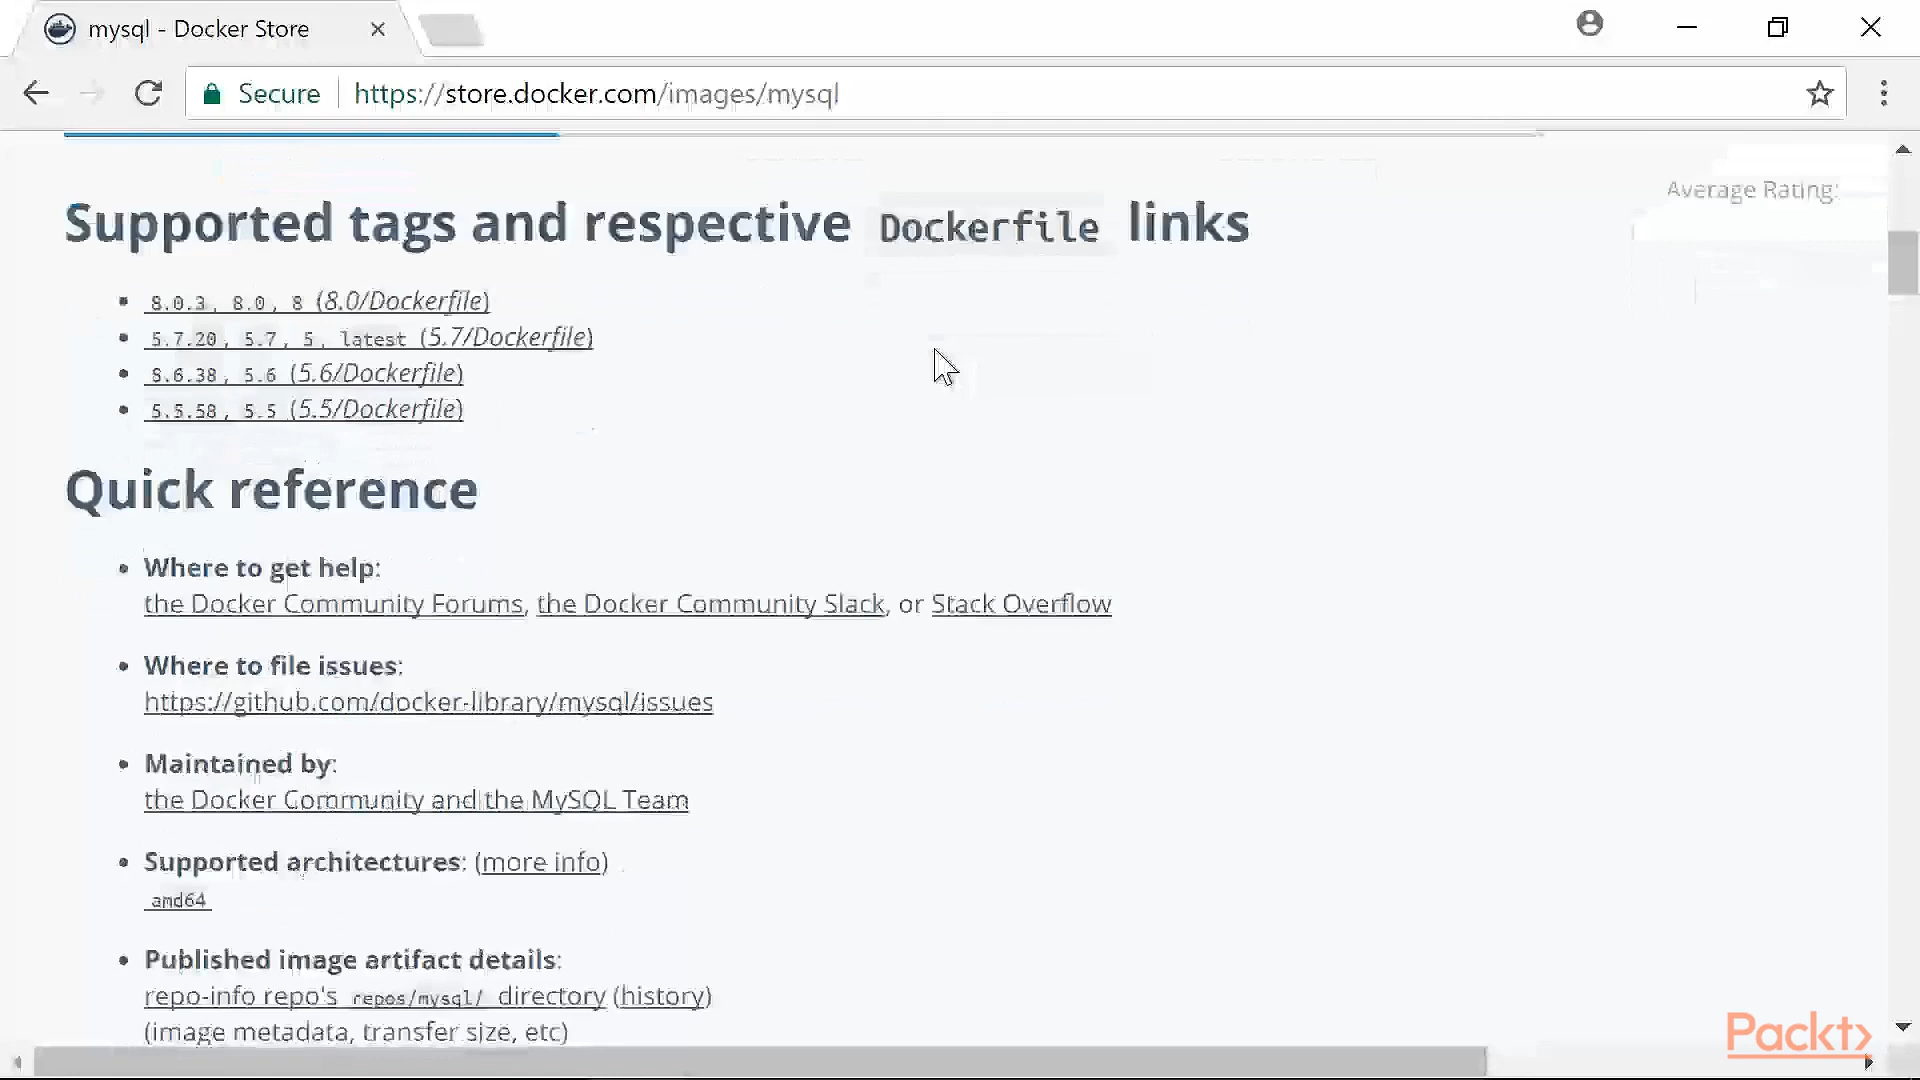 mysql - Docker Store
Secure
https://store.docker.com/images/mysql
Average Rating:
Supported tags and respective Dockerfile links
8.0.3, 8.0, 8 (8.0/Dockerfile)
5.7.20, 5.7, 5, latest (5.7/Dockerfile)
8.6.38, 5.6 (5.6/Dockerfile)
5.5.58, 5.5 (5.5/Dockerfile)
Quick reference
Where to get help:
the Docker Community Forums, the Docker Community Slack, or Stack Overflow
Where to file issues:
https://github.com/docker-library/mysql/issues
Maintained by:
the Docker Community and the MySQL Team
Supported architectures: (more info)
amd64
Published image artifact details:
repo-info repo's repos/mysql/ directory (history)
(image metadata, transfer size, etc)
Packt>